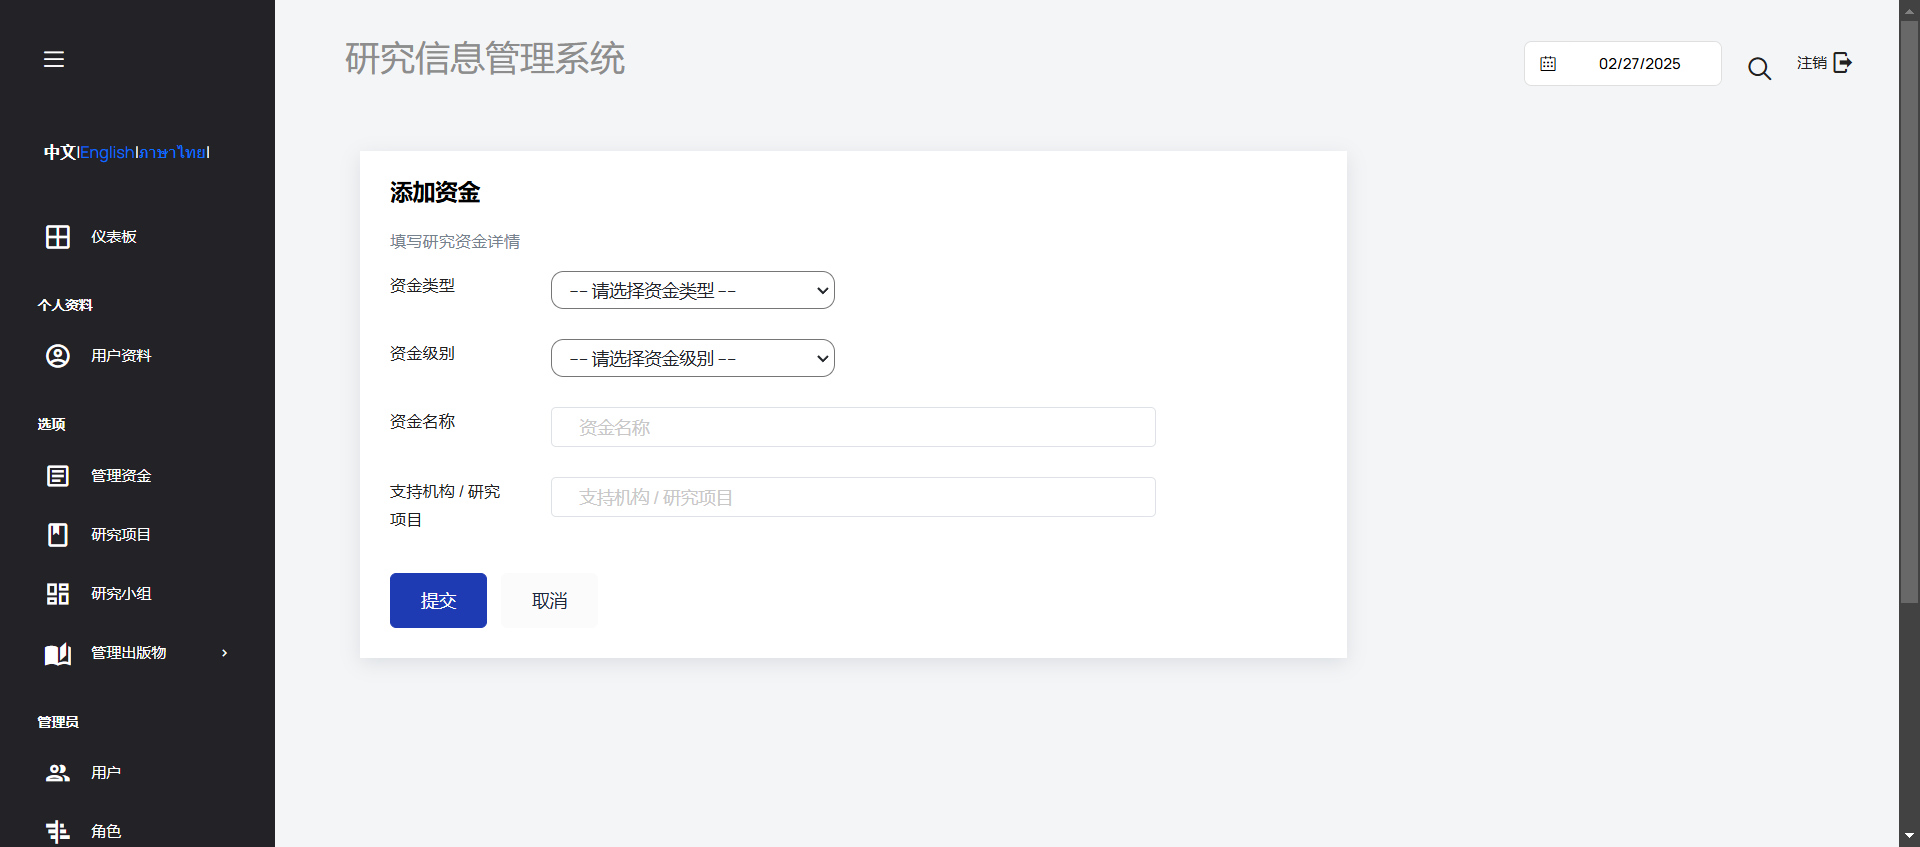 研究信息管理系统
02/27/2025
注销
中文|English|ภาษาไทย|
仪表板
个人资料
用户资料
选项
管理资金
研究项目
研究小组
管理出版物
管理员
用户
角色
添加资金
填写研究资金详情
资金类型
-- 请选择资金类型 --
资金级别
-- 请选择资金级别 --
资金名称
资金名称
支持机构 / 研究
项目
支持机构 / 研究项目
提交
取消